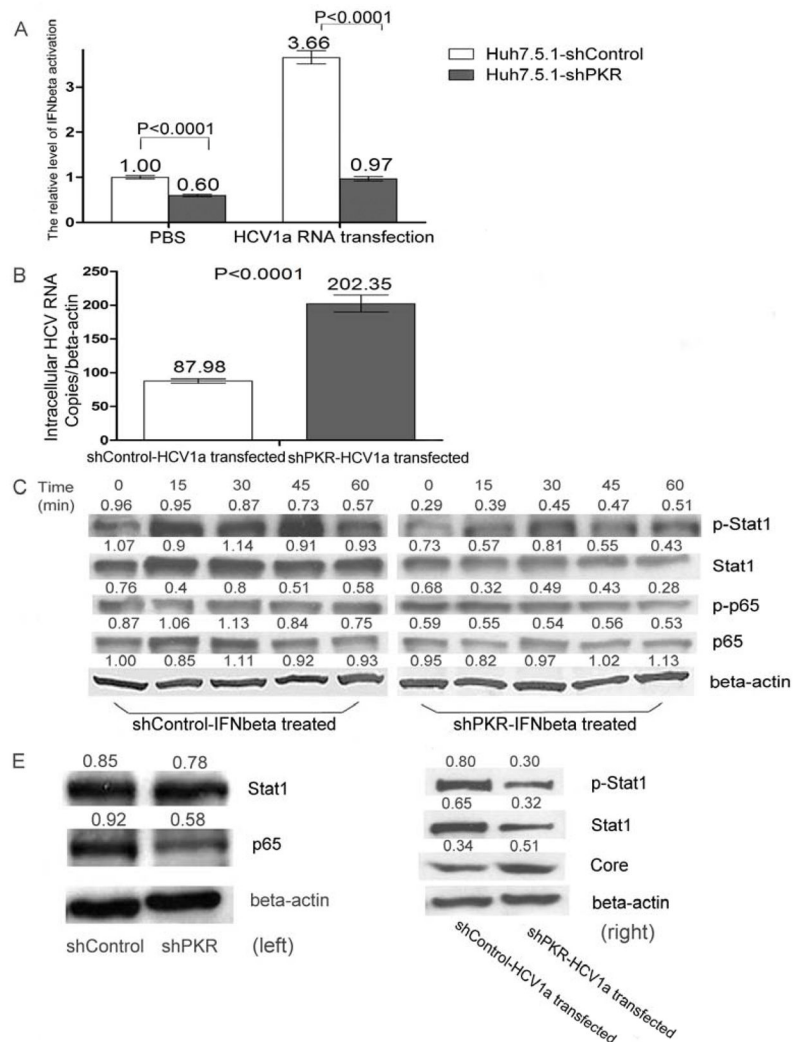 A
The relative level of IFNbeta activation
3
2
1
0
P<0.0001
P<0.0001
1.00
0.60
3.66
0.97
PBS
HCV1a RNA transfection
Huh7.5.1-shControl
Huh7.5.1-shPKR
B
Intracellular HCV RNA
Copies/beta-actin
250
200
150
100
50
0
P<0.0001
87.98
202.35
shControl-HCV1a transfected shPKR-HCV1a transfected
C
Time 0 15 30 45 60 0 15 30 45 60
(min) 0.96 0.95 0.87 0.73 0.57 0.29 0.39 0.45 0.47 0.51
p-Stat1
1.07 0.9 1.14 0.91 0.93 0.73 0.57 0.81 0.55 0.43
Stat1
0.76 0.4 0.8 0.51 0.58 0.68 0.32 0.49 0.43 0.28
p-p65
0.87 1.06 1.13 0.84 0.75 0.59 0.55 0.54 0.56 0.53
p65
1.00 0.85 1.11 0.92 0.93 0.95 0.82 0.97 1.02 1.13
beta-actin
shControl-IFNbeta treated shPKR-IFNbeta treated
E
0.85 0.78
Stat1
0.92 0.58
p65
beta-actin
shControl shPKR (left)
0.80 0.30
p-Stat1
0.65 0.32
Stat1
0.34 0.51
Core
beta-actin
(right)
shControl-HCV1a transfected
shPKR-HCV1a transfected